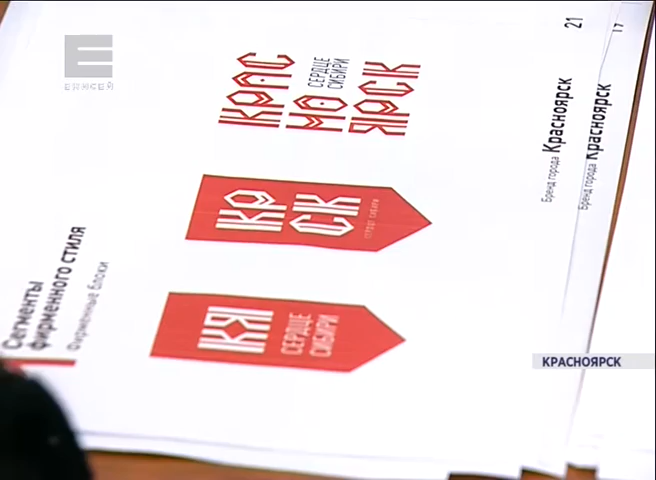 ЕНИСЕЙ
Сегменты
фирменного стиля
Фирменные блоки
КРАС
НО
СЕРДЦЕ
СИБИРИ
ЯРСК
КР
СК
СЕРДЦЕ СИБИРИ
КЯ
СЕРДЦЕ
СИБИРИ
Бренд города Красноярск
21
Бренд города Красноярск
17
КРАСНОЯРСК